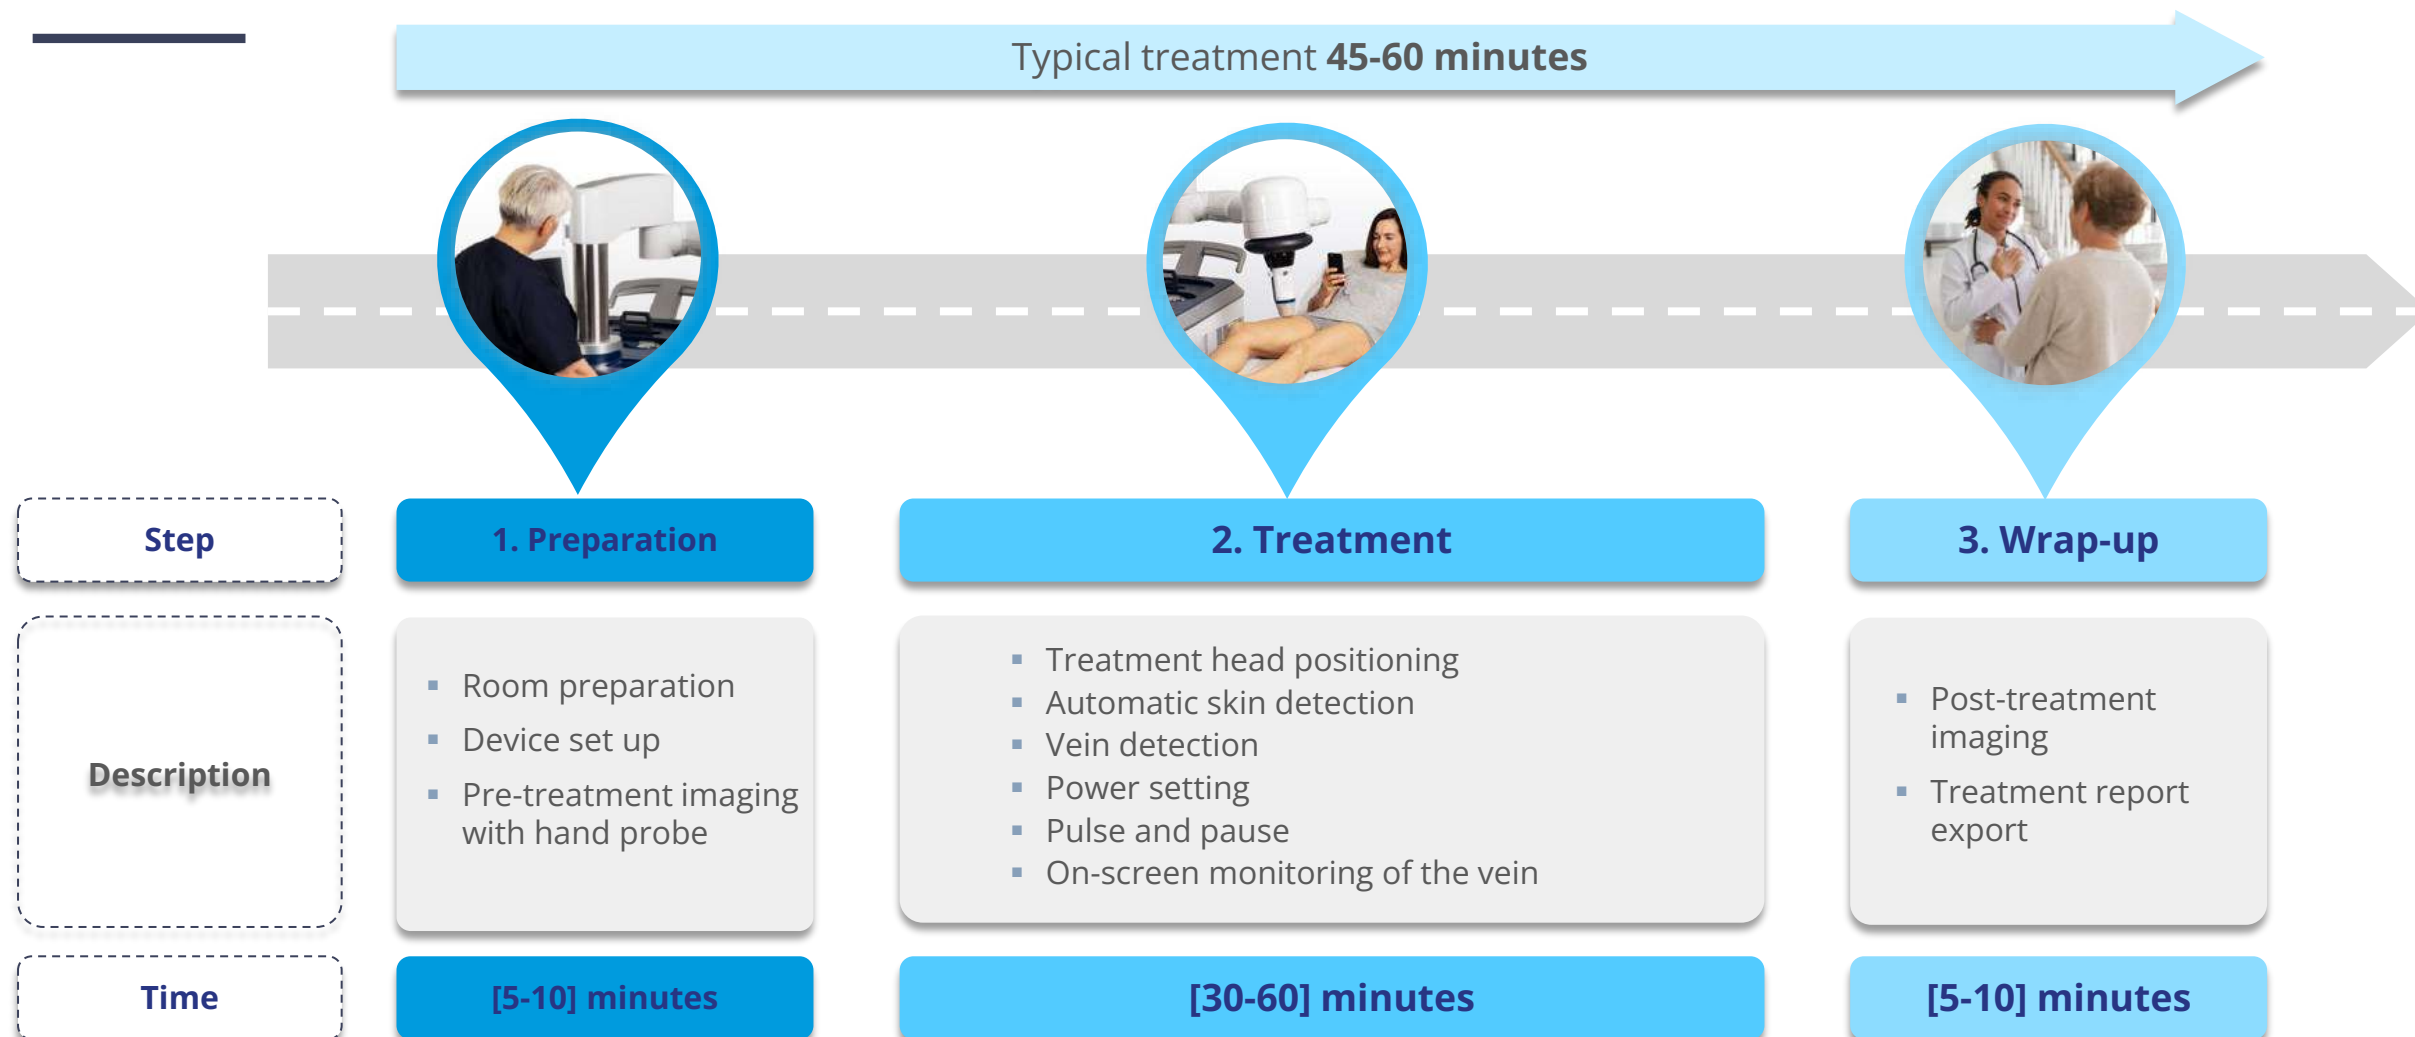 Typical treatment 45-60 minutes
Step
1. Preparation
2. Treatment
3. Wrap-up
Description
▪ Room preparation
▪ Device set up
▪ Pre-treatment imaging
with hand probe
▪ Treatment head positioning
▪ Automatic skin detection
▪ Vein detection
▪ Power setting
▪ Pulse and pause
▪ On-screen monitoring of the vein
▪ Post-treatment
imaging
▪ Treatment report
export
Time
[5-10] minutes
[30-60] minutes
[5-10] minutes